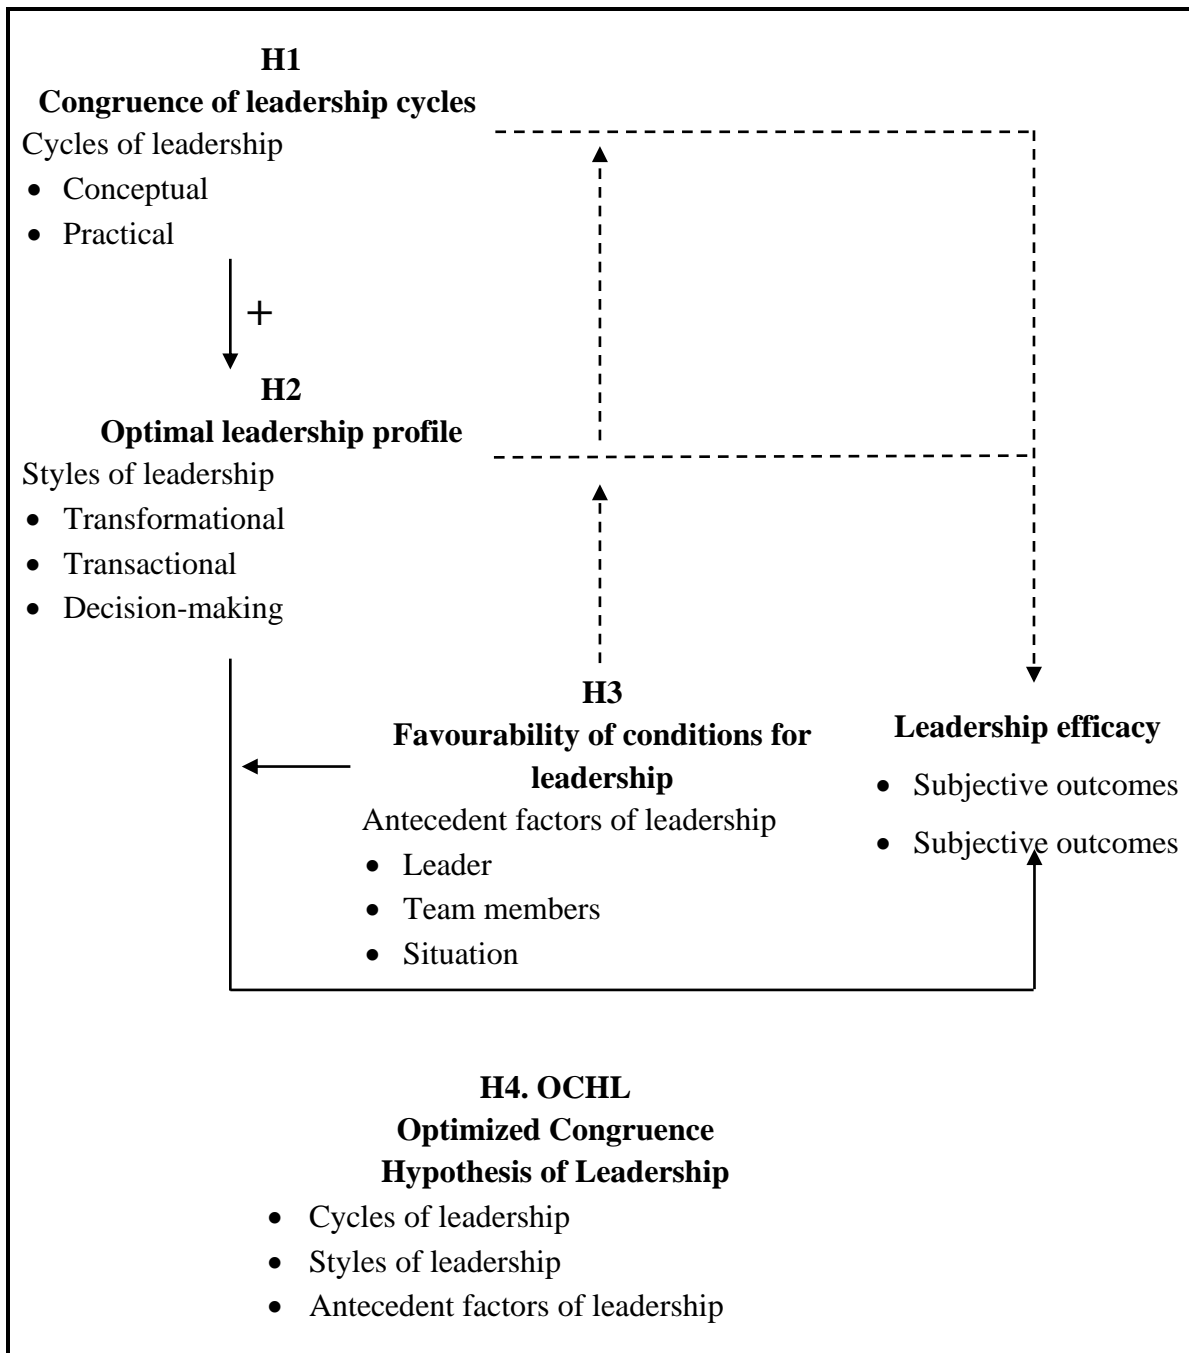 H1
Congruence of leadership cycles
Cycles of leadership
• Conceptual
• Practical
+
H2
Optimal leadership profile
Styles of leadership
• Transformational
• Transactional
• Decision-making
H3
Favourability of conditions for
leadership
Antecedent factors of leadership
• Leader
• Team members
• Situation
Leadership efficacy
• Subjective outcomes
• Subjective outcomes
H4. OCHL
Optimized Congruence
Hypothesis of Leadership
• Cycles of leadership
• Styles of leadership
• Antecedent factors of leadership